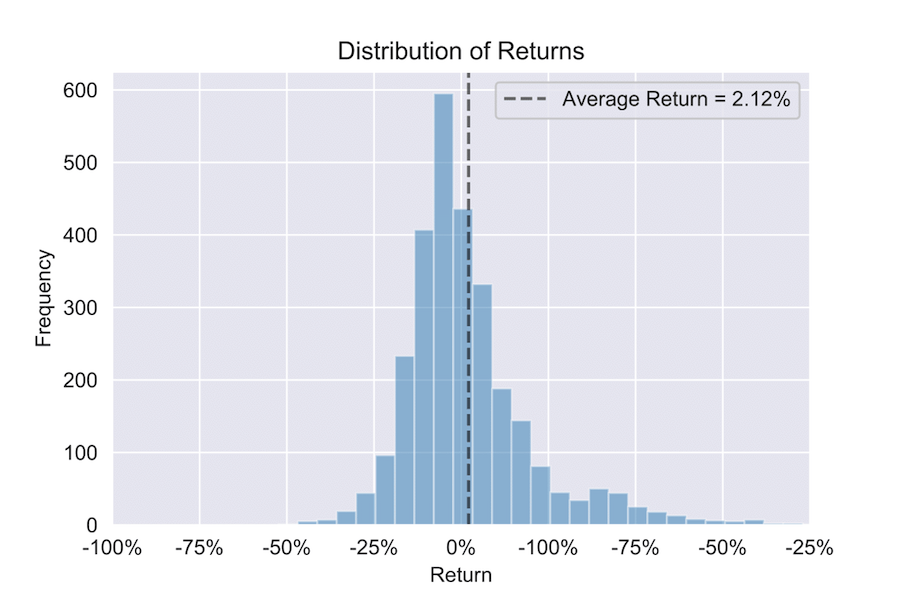 Distribution of Returns
Average Return = 2.12%
600
500
400
300
200
100
0
Frequency
-100% -75% -50% -25% 0% -100% -75% -50% -25%
Return